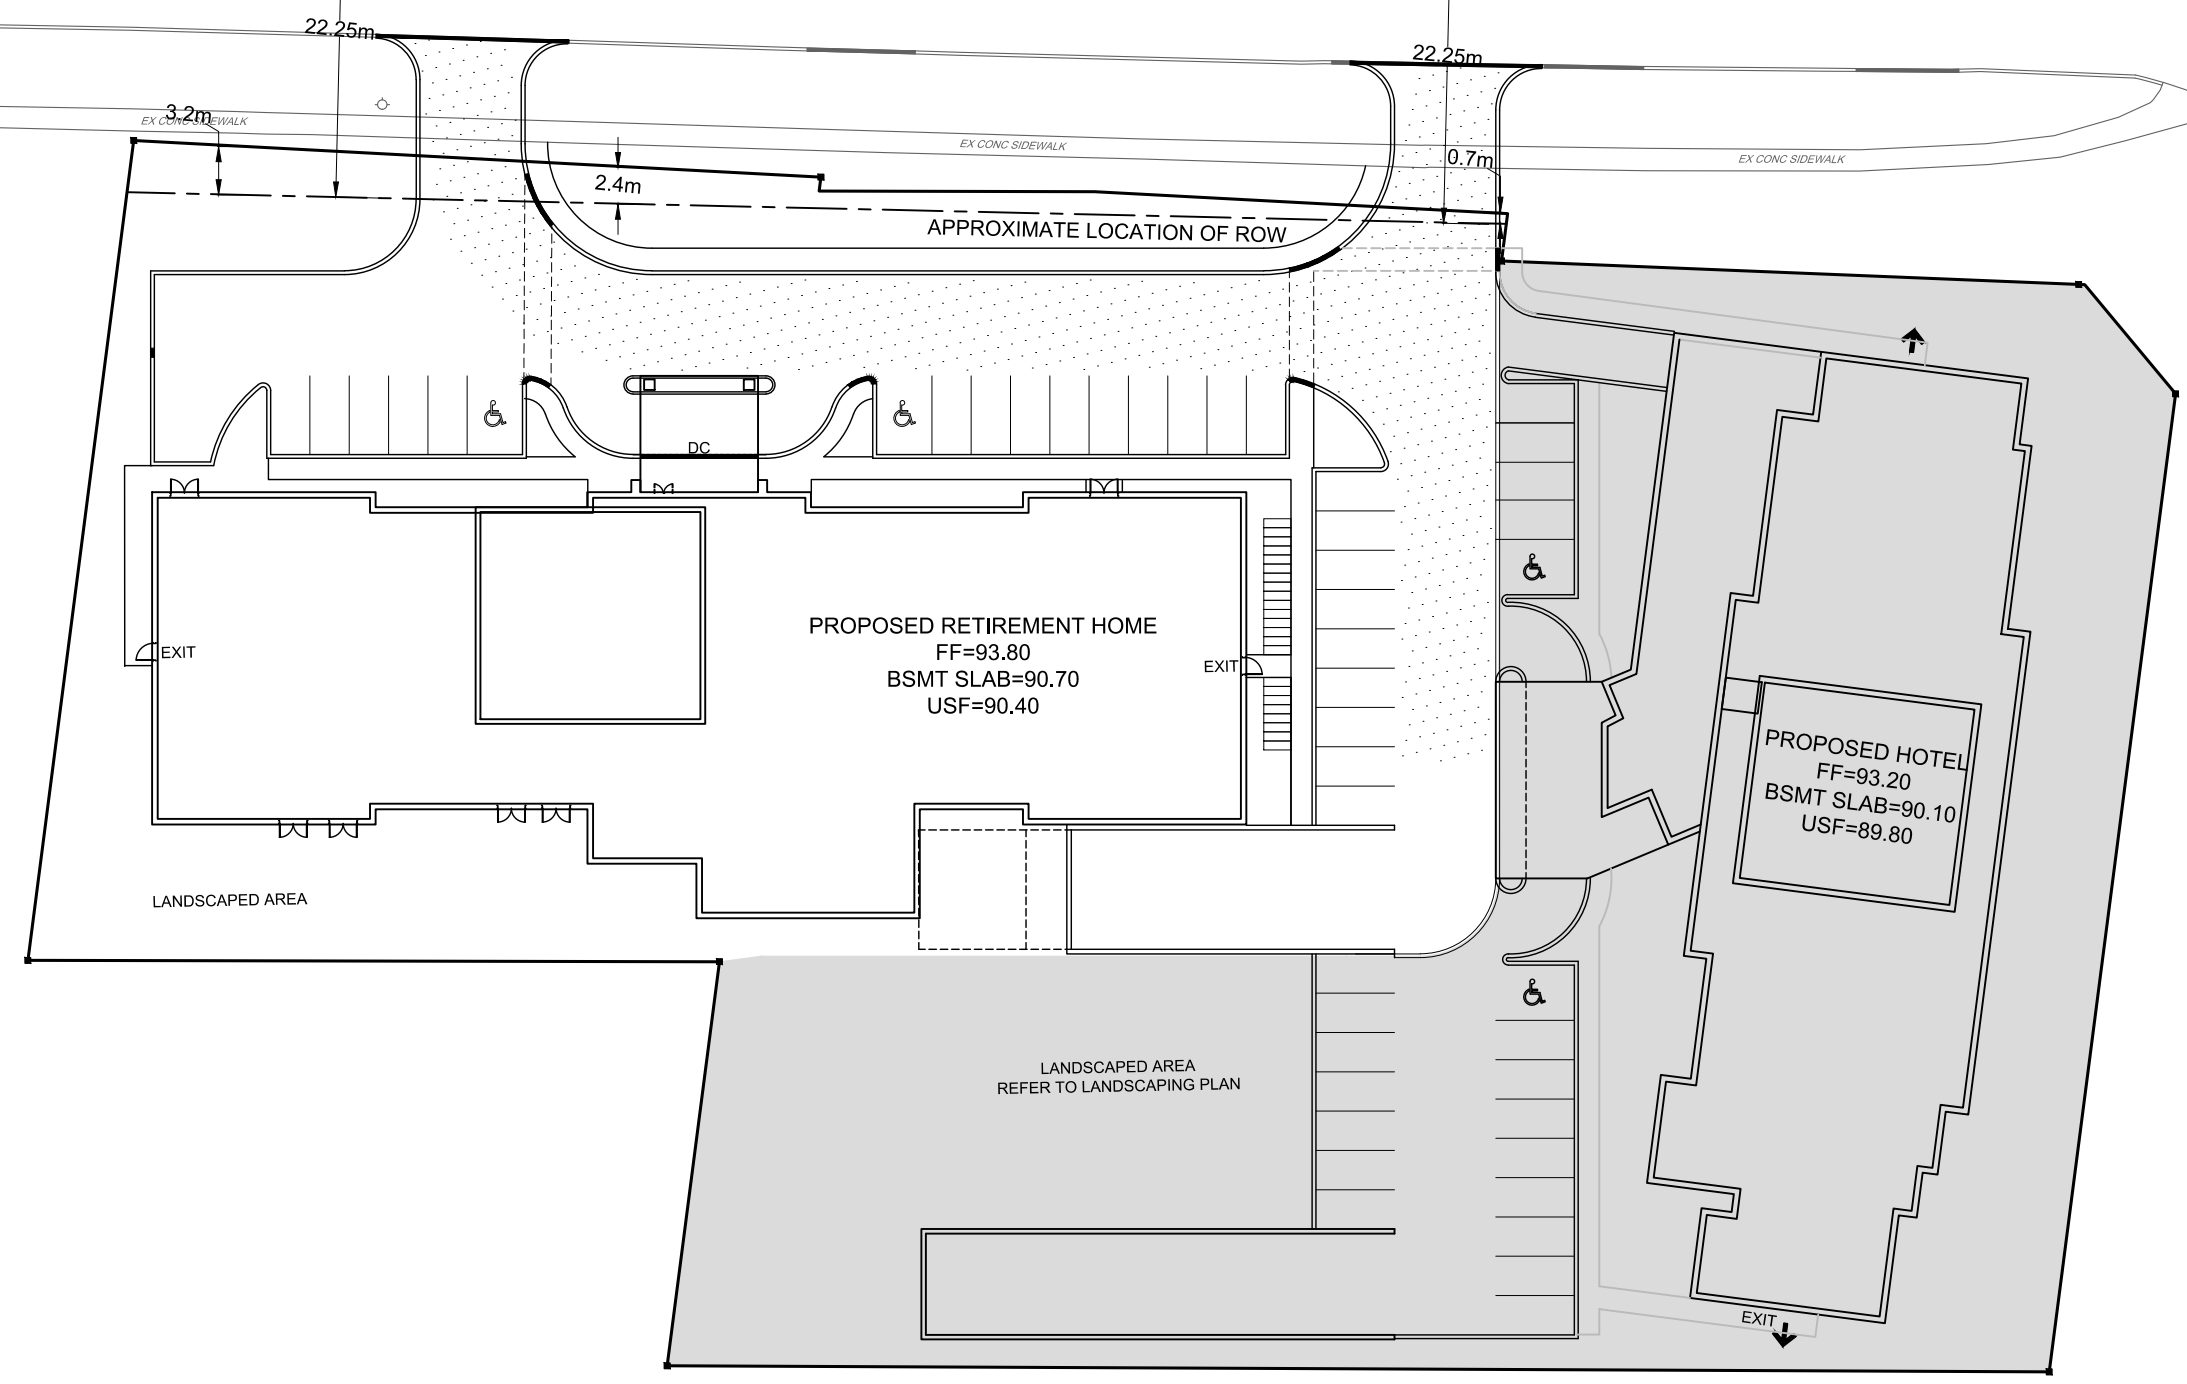 22.25m
22.25m
3.2m
EX CONC SIDEWALK
EX CONC SIDEWALK
0.7m
EX CONC SIDEWALK
2.4m
APPROXIMATE LOCATION OF ROW
DC
PROPOSED RETIREMENT HOME
FF=93.80
BSMT SLAB=90.70
USF=90.40
EXIT
EXIT
PROPOSED HOTEL
FF=93.20
BSMT SLAB=90.10
USF=89.80
LANDSCAPED AREA
LANDSCAPED AREA
REFER TO LANDSCAPING PLAN
EXIT